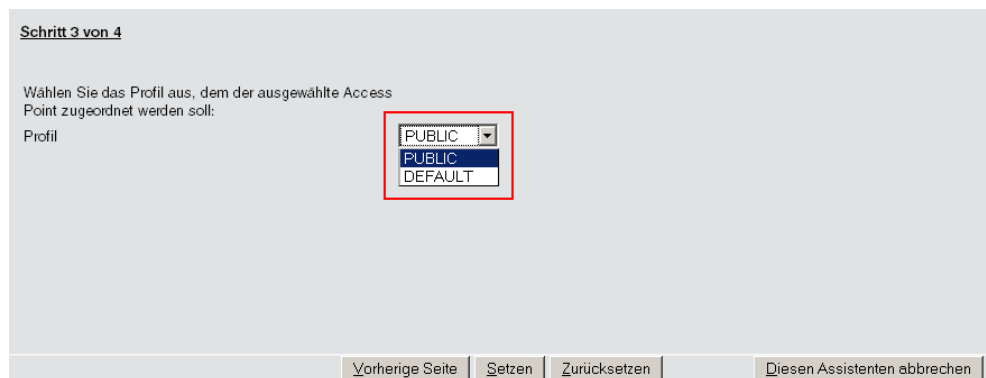 Schritt 3 von 4
Wählen Sie das Profil aus, dem der ausgewählte Access
Point zugeordnet werden soll:
Profil
PUBLIC
PUBLIC
DEFAULT
Vorherige Seite
Setzen
Zurücksetzen
Diesen Assistenten abbrechen